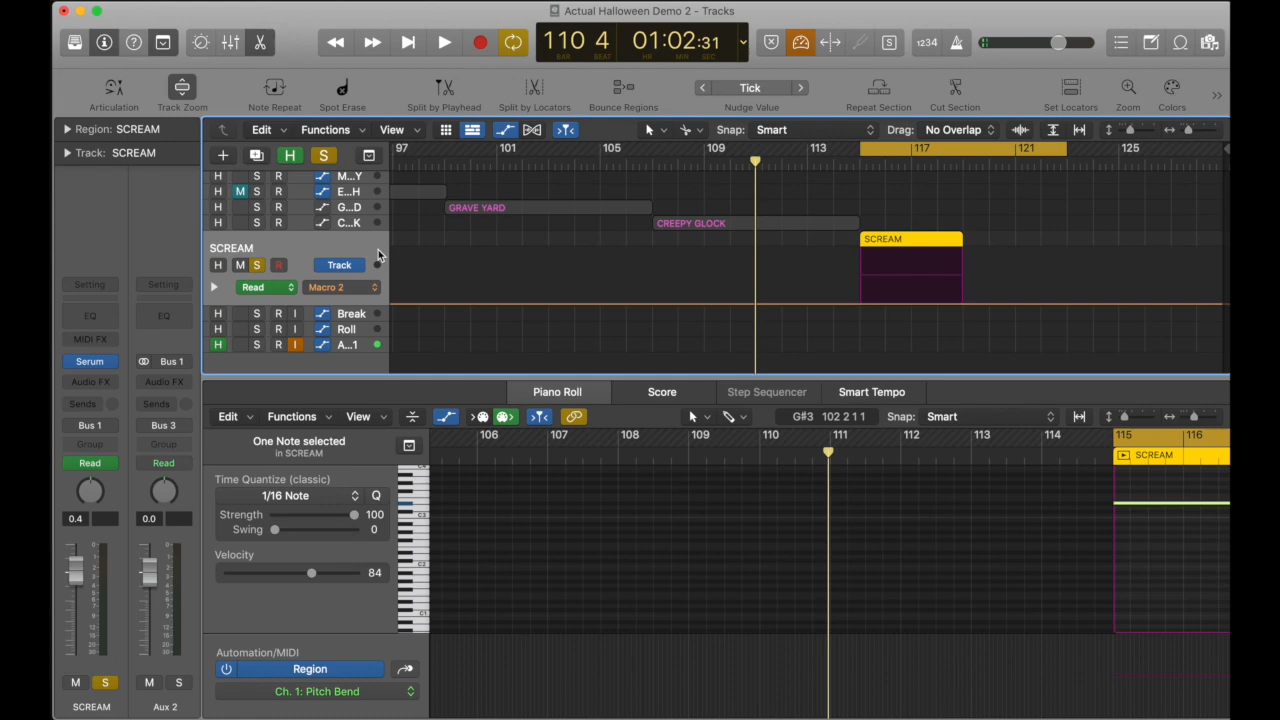 Actual Halloween Demo 2 - Tracks
110 4 01:02:31
BAR BEAT HR MIN SEC
1234
Articulation Track Zoom Note Repeat Spot Erase Split by Playhead Split by Locators Bounce Regions Tick Nudge Value Repeat Section Cut Section Set Locators Zoom Colors
Region: SCREAM
Track: SCREAM
Edit Functions View Snap: Smart Drag: No Overlap
H S
97 101 105 109 113 117 121 125
H S R M...Y
H M S R E...H
H S R G...D GRAVE YARD
H S R C...K CREEPY GLOCK
SCREAM SCREAM
H M S R Track
Read Macro 2
H S R I Break
H S R I Roll
H S R I A...1
Setting Setting
EQ EQ
MIDI FX
Serum Bus 1
Audio FX Audio FX
Sends Sends
Bus 1 Bus 3
Group Group
Read Read
0.4 0.0
M S M S
SCREAM Aux 2
Piano Roll Score Step Sequencer Smart Tempo
Edit Functions View G#3 102 2 1 1 Snap: Smart
One Note selected
in SCREAM
106 107 108 109 110 111 112 113 114 115 116
SCREAM
Time Quantize (classic)
1/16 Note Q
Strength 100
Swing 0
Velocity
84
C3
C2
C1
Automation/MIDI
Region
Ch. 1: Pitch Bend